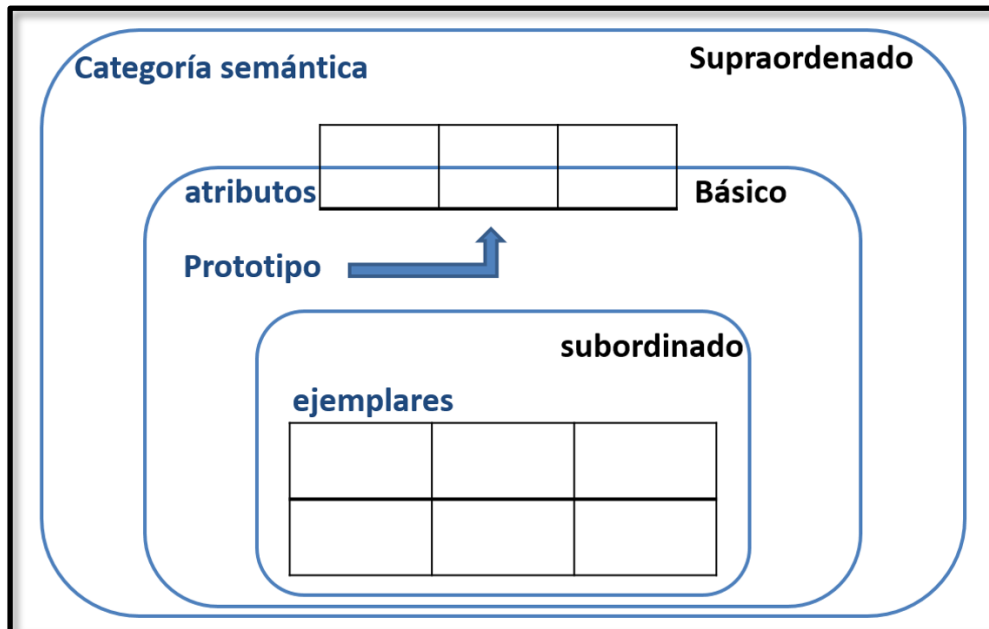 Categoría semántica
Supraordenado
atributos
Básico
Prototipo
subordinado
ejemplares